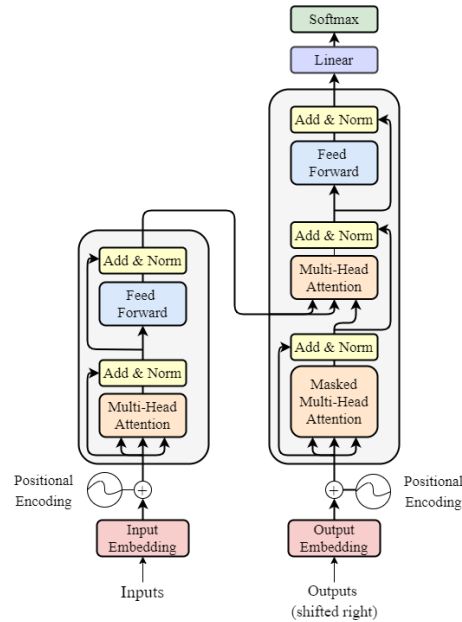 Softmax
Linear
Add & Norm
Feed
Forward
Add & Norm
Multi-Head
Attention
Add & Norm
Masked
Multi-Head
Attention
Positional
Encoding
Output
Embedding
Outputs
(shifted right)
Add & Norm
Feed
Forward
Add & Norm
Multi-Head
Attention
Positional
Encoding
Input
Embedding
Inputs